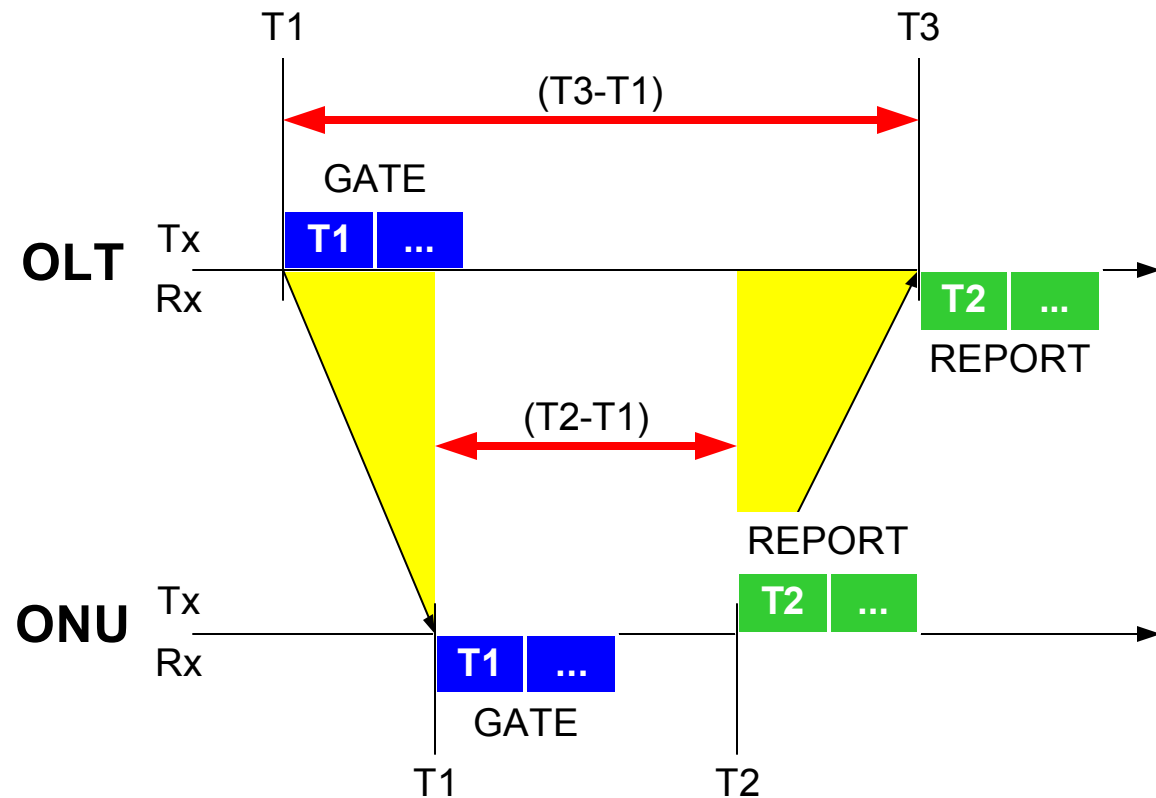 T1 T3
(T3-T1)
GATE
OLT Tx T1 ...
Rx T2 ...
REPORT
(T2-T1)
REPORT
ONU Tx T2 ...
Rx T1 ...
GATE
T1 T2